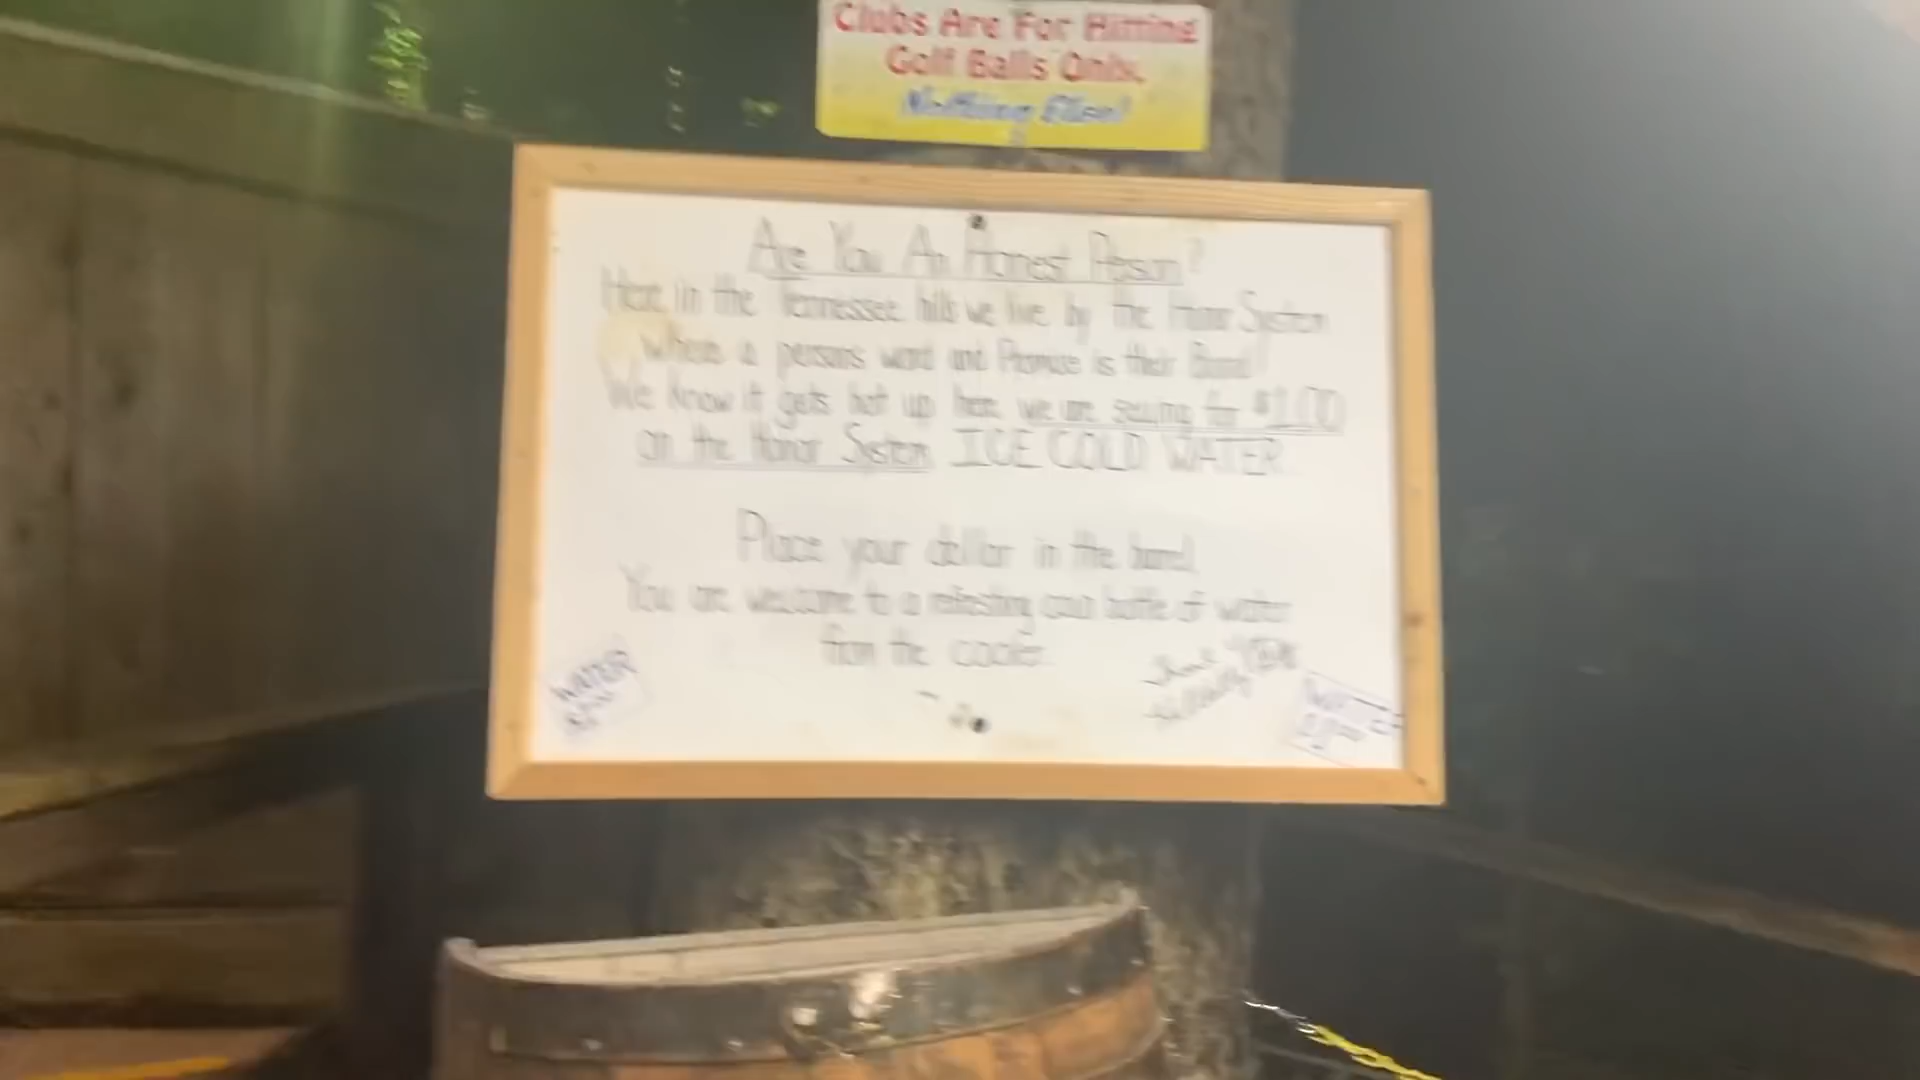 Clubs Are For Hitting
Golf Balls Only.
Nothing Else!
Are You An Honest Person?
Here in the Tennessee hills we live by the Honor System
where a persons word and Promise is their Bond!
We know it gets hot up here we are selling for $1.00
on the Honor System ICE COLD WATER.
Place your dollar in the barrel
You are welcome to a refreshing cold bottle of water
from the cooler.
WATER